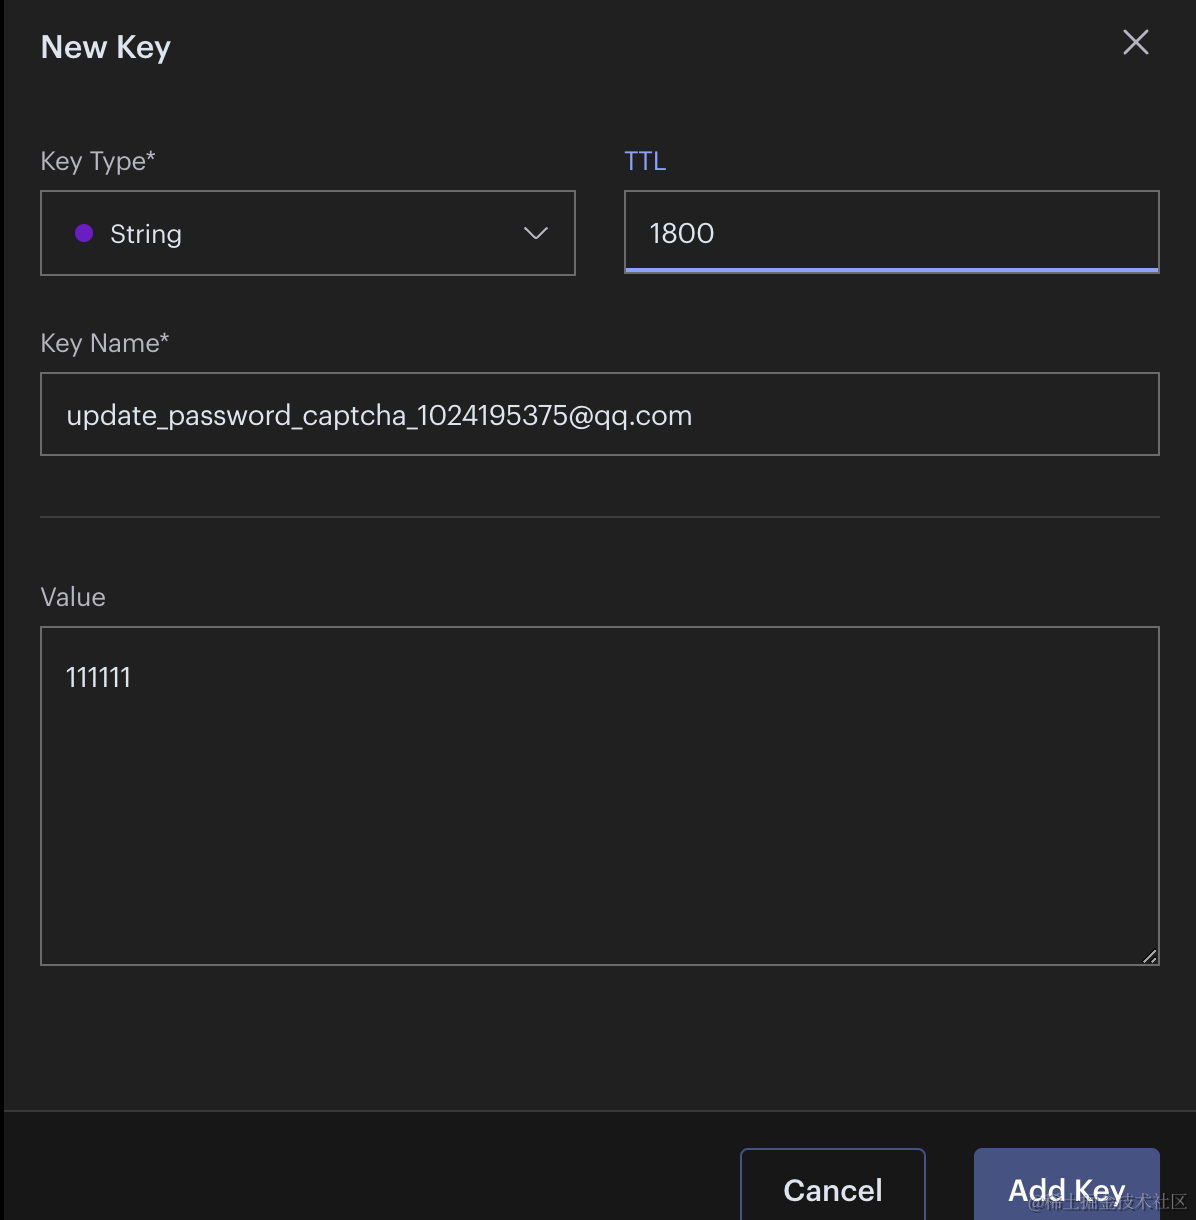 New Key
Key Type*
TTL
String
1800
Key Name*
update_password_captcha_1024195375@qq.com
Value
111111
Cancel
Add Key
@稀土掘金技术社区